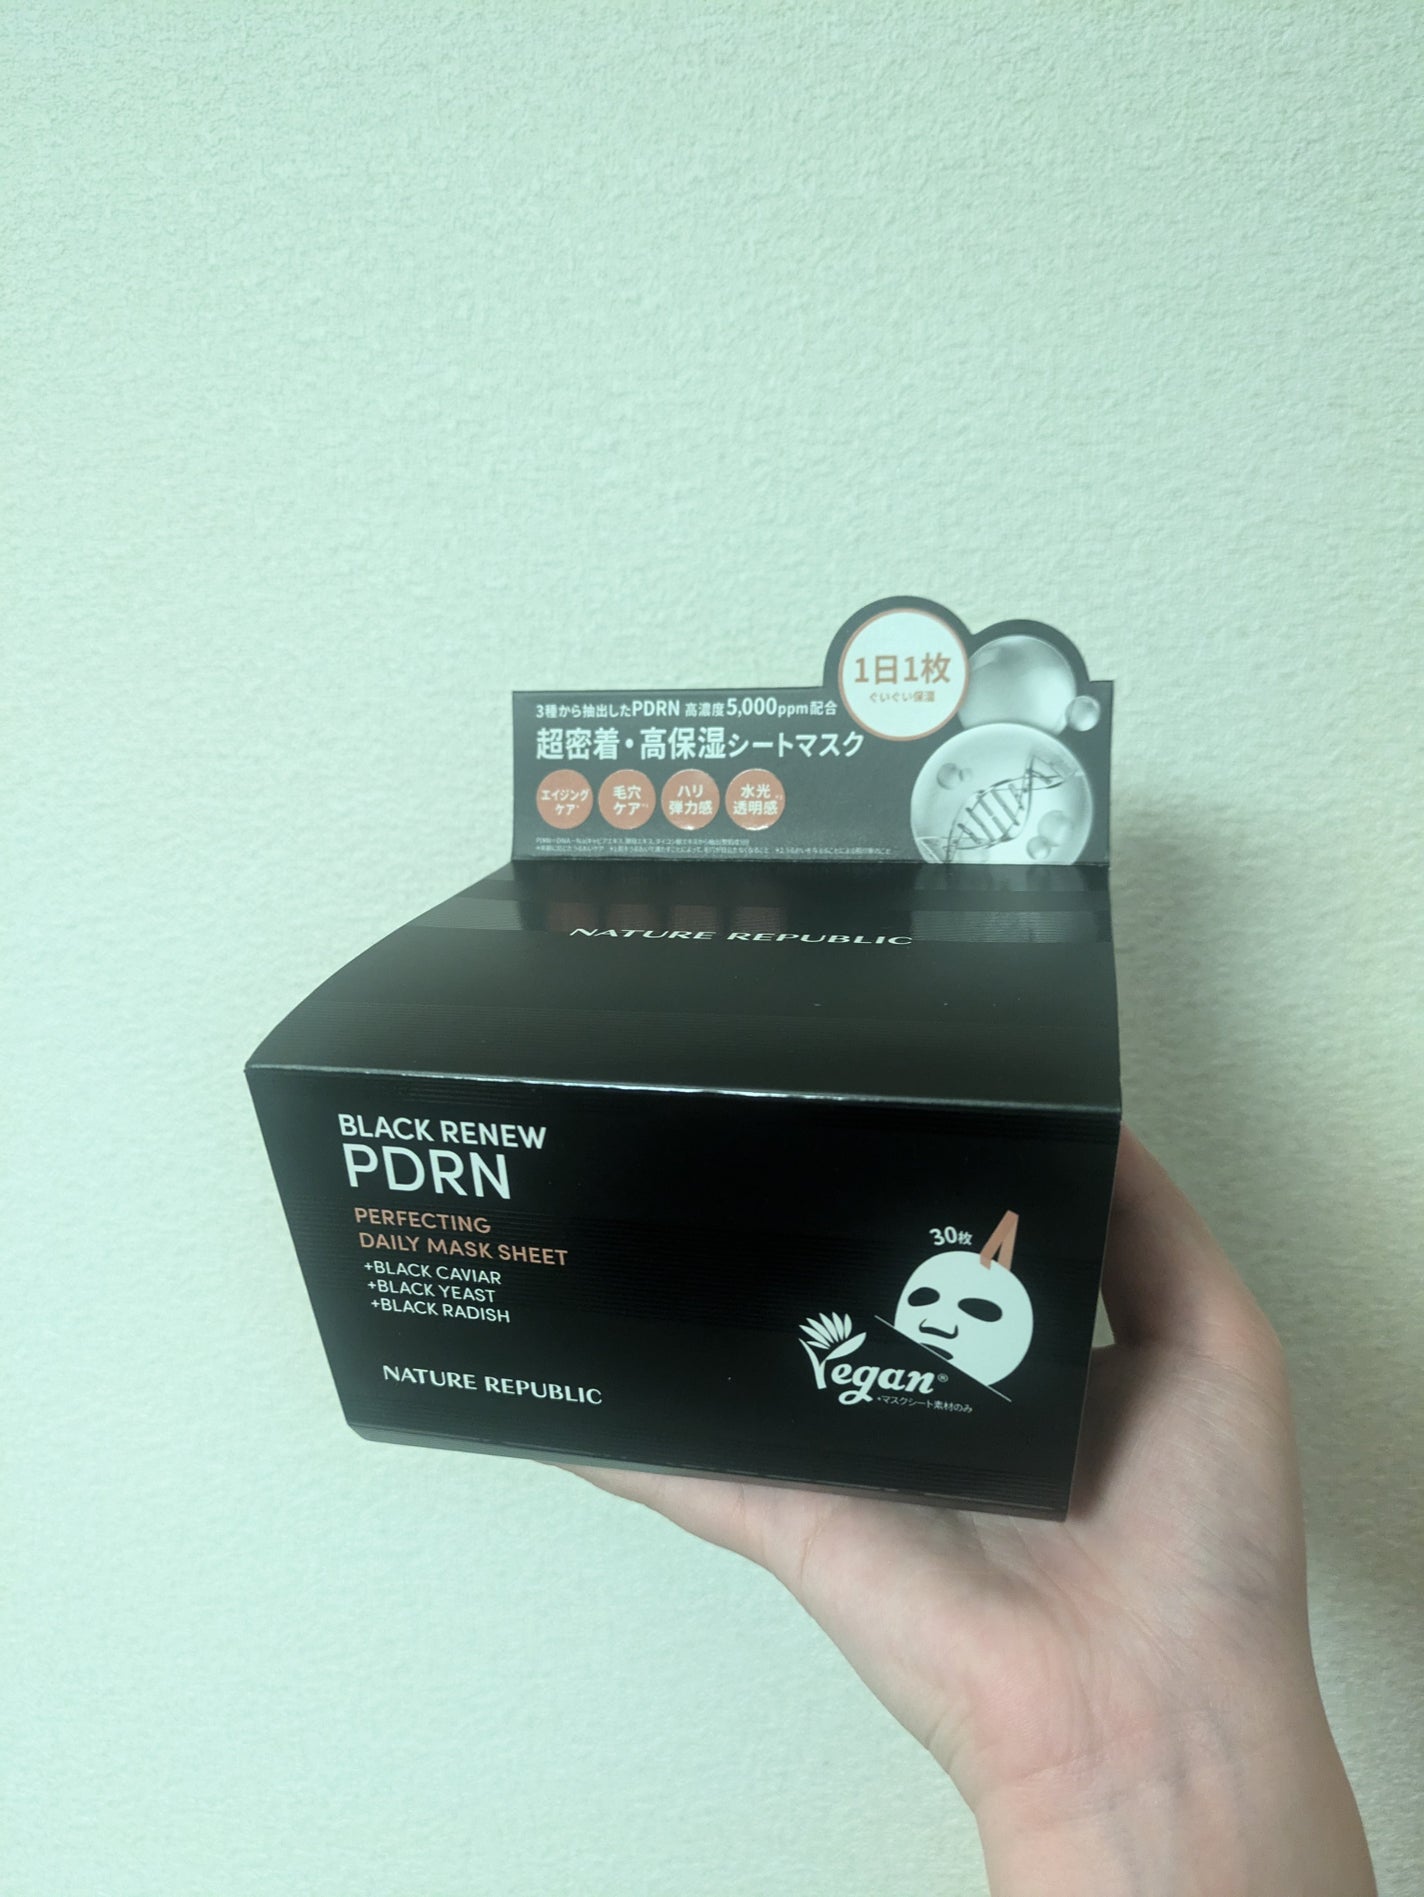 1日1枚
ぐいぐい保湿
3種から抽出したPDRN 高濃度5,000ppm配合
超密着・高保湿シートマスク
エイジング
ケア
毛穴
ケア
ハリ
弾力感
水光
透明感
NATURE REPUBLIC
BLACK RENEW
PDRN
PERFECTING
DAILY MASK SHEET
+BLACK CAVIAR
+BLACK YEAST
+BLACK RADISH
NATURE REPUBLIC
30枚
Vegan®
*マスクシート素材のみ